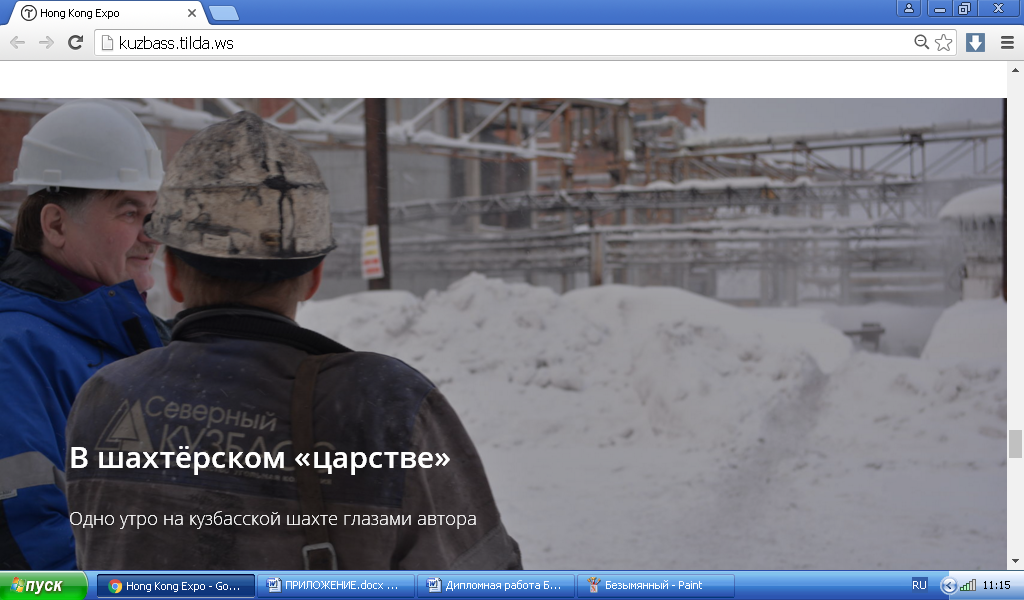 Hong Kong Expo
kuzbass.tilda.ws
Северный
КУЗБАСС
В шахтёрском «царстве»
Одно утро на кузбасской шахте глазами автора
пуск
Hong Kong Expo - Go...
ПРИЛОЖЕНИЕ.docx ...
Дипломная работа Б...
Безымянный - Paint
RU
11:15